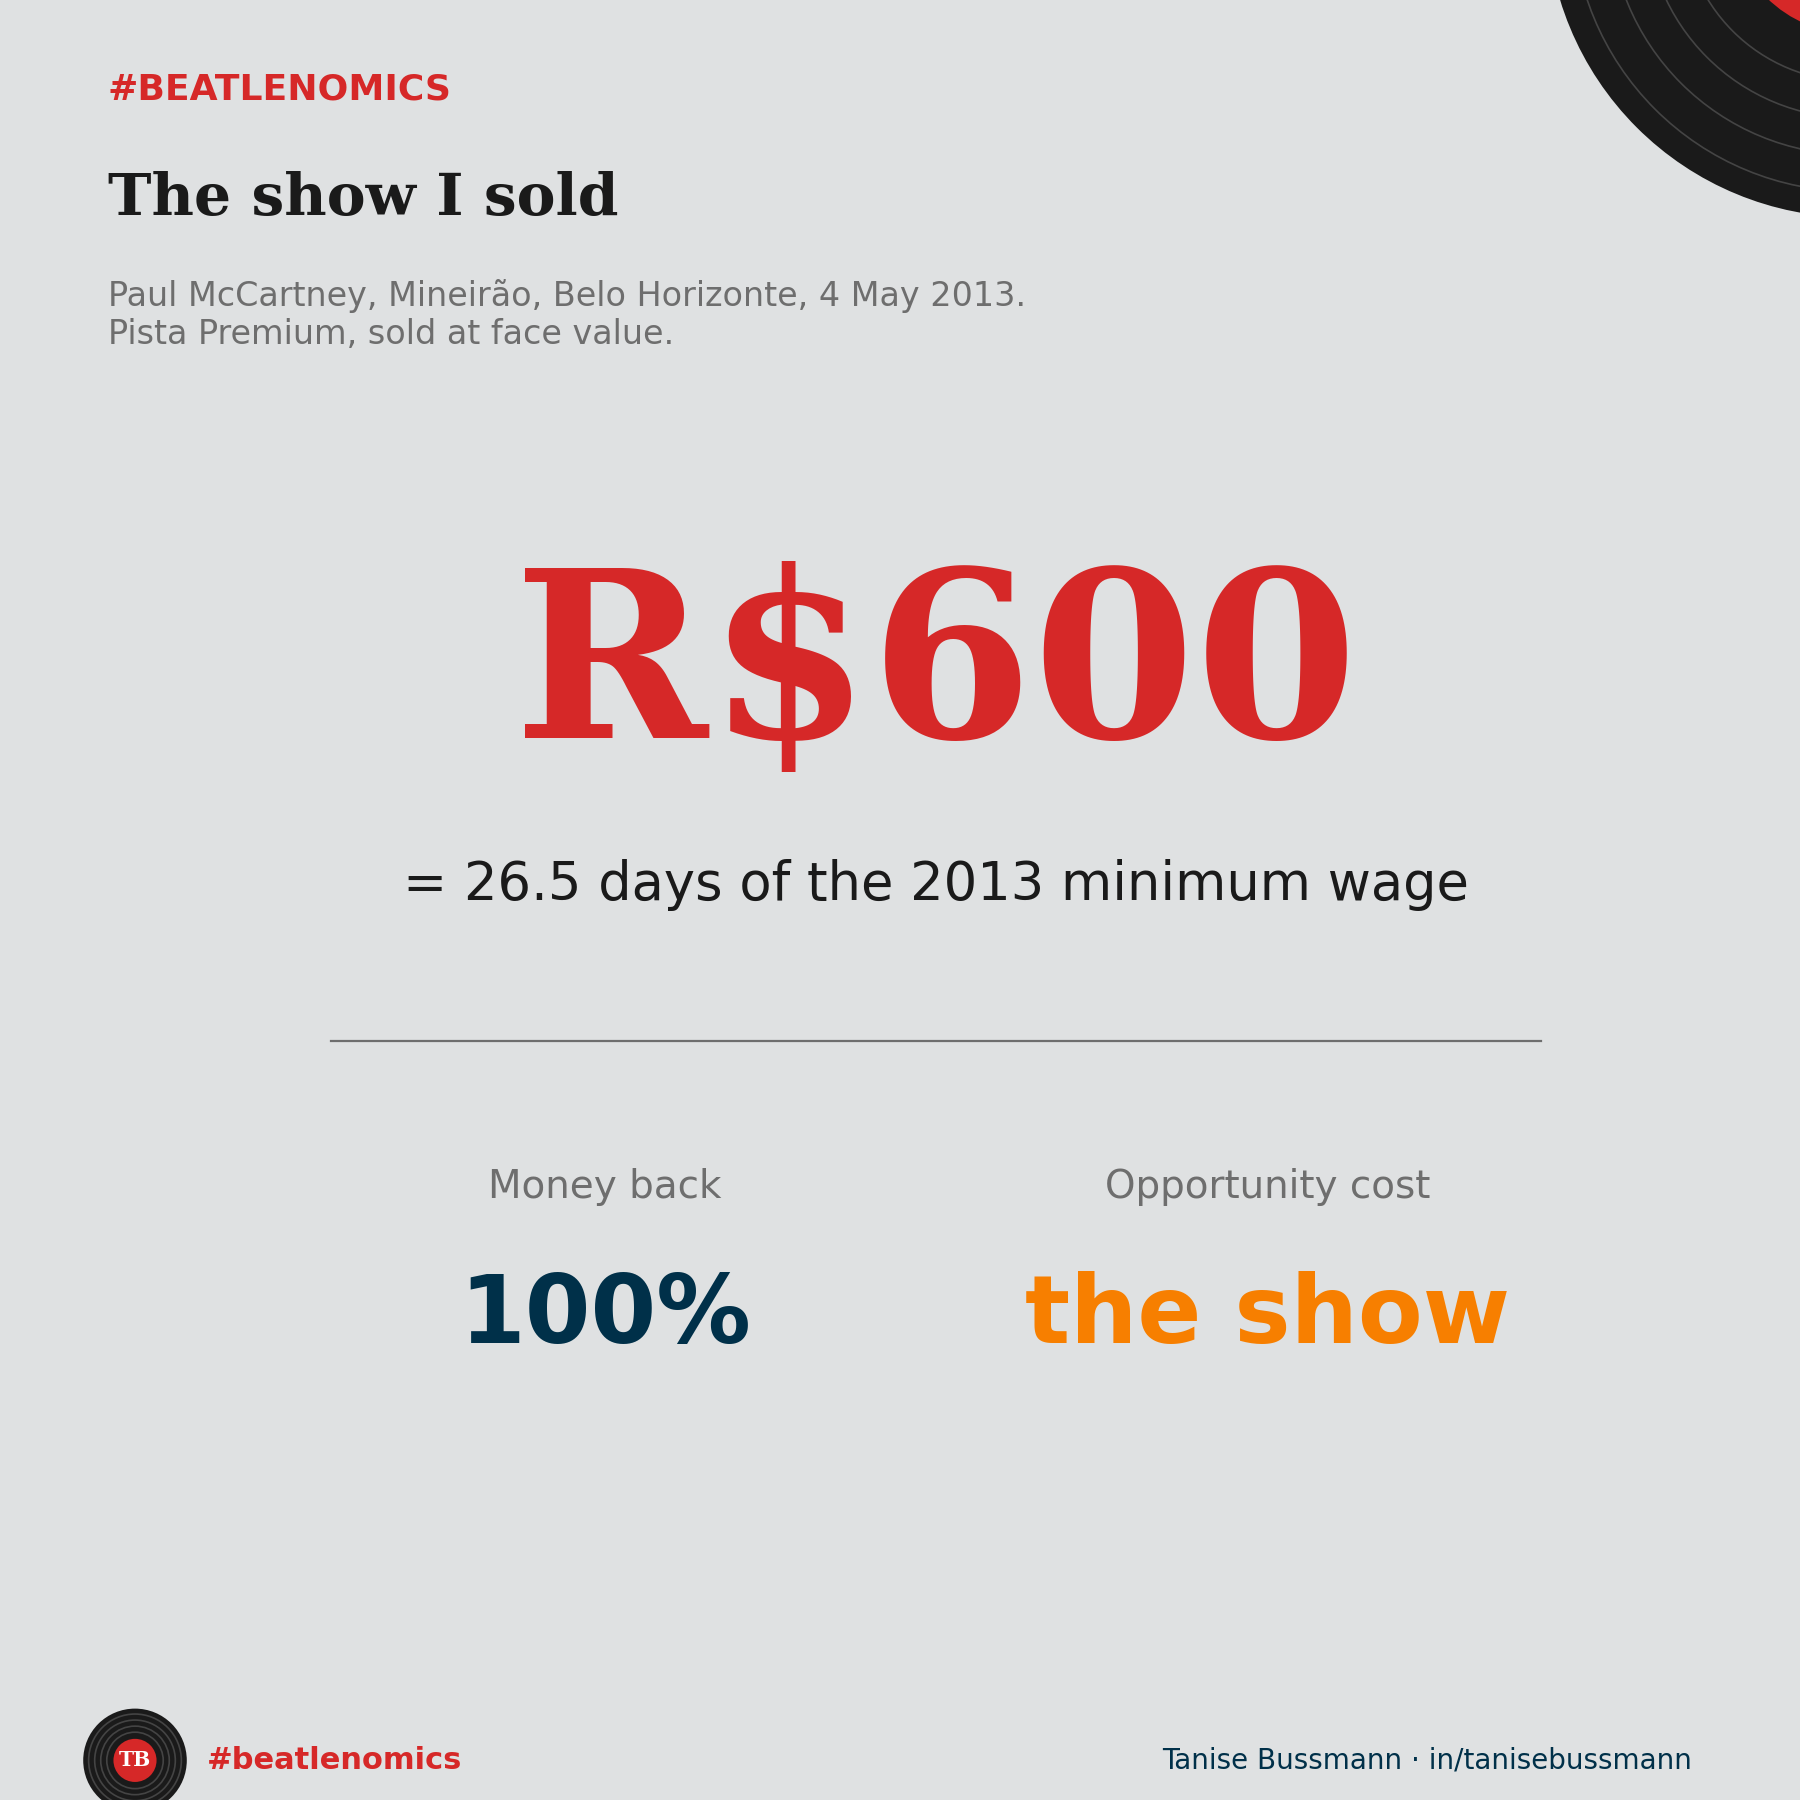 #BEATLENOMICS
The show I sold
Paul McCartney, Mineirão, Belo Horizonte, 4 May 2013.
Pista Premium, sold at face value.
R$600
= 26.5 days of the 2013 minimum wage
Money back
100%
Opportunity cost
the show
TB
#beatlenomics
Tanise Bussmann · in/tanisebussmann